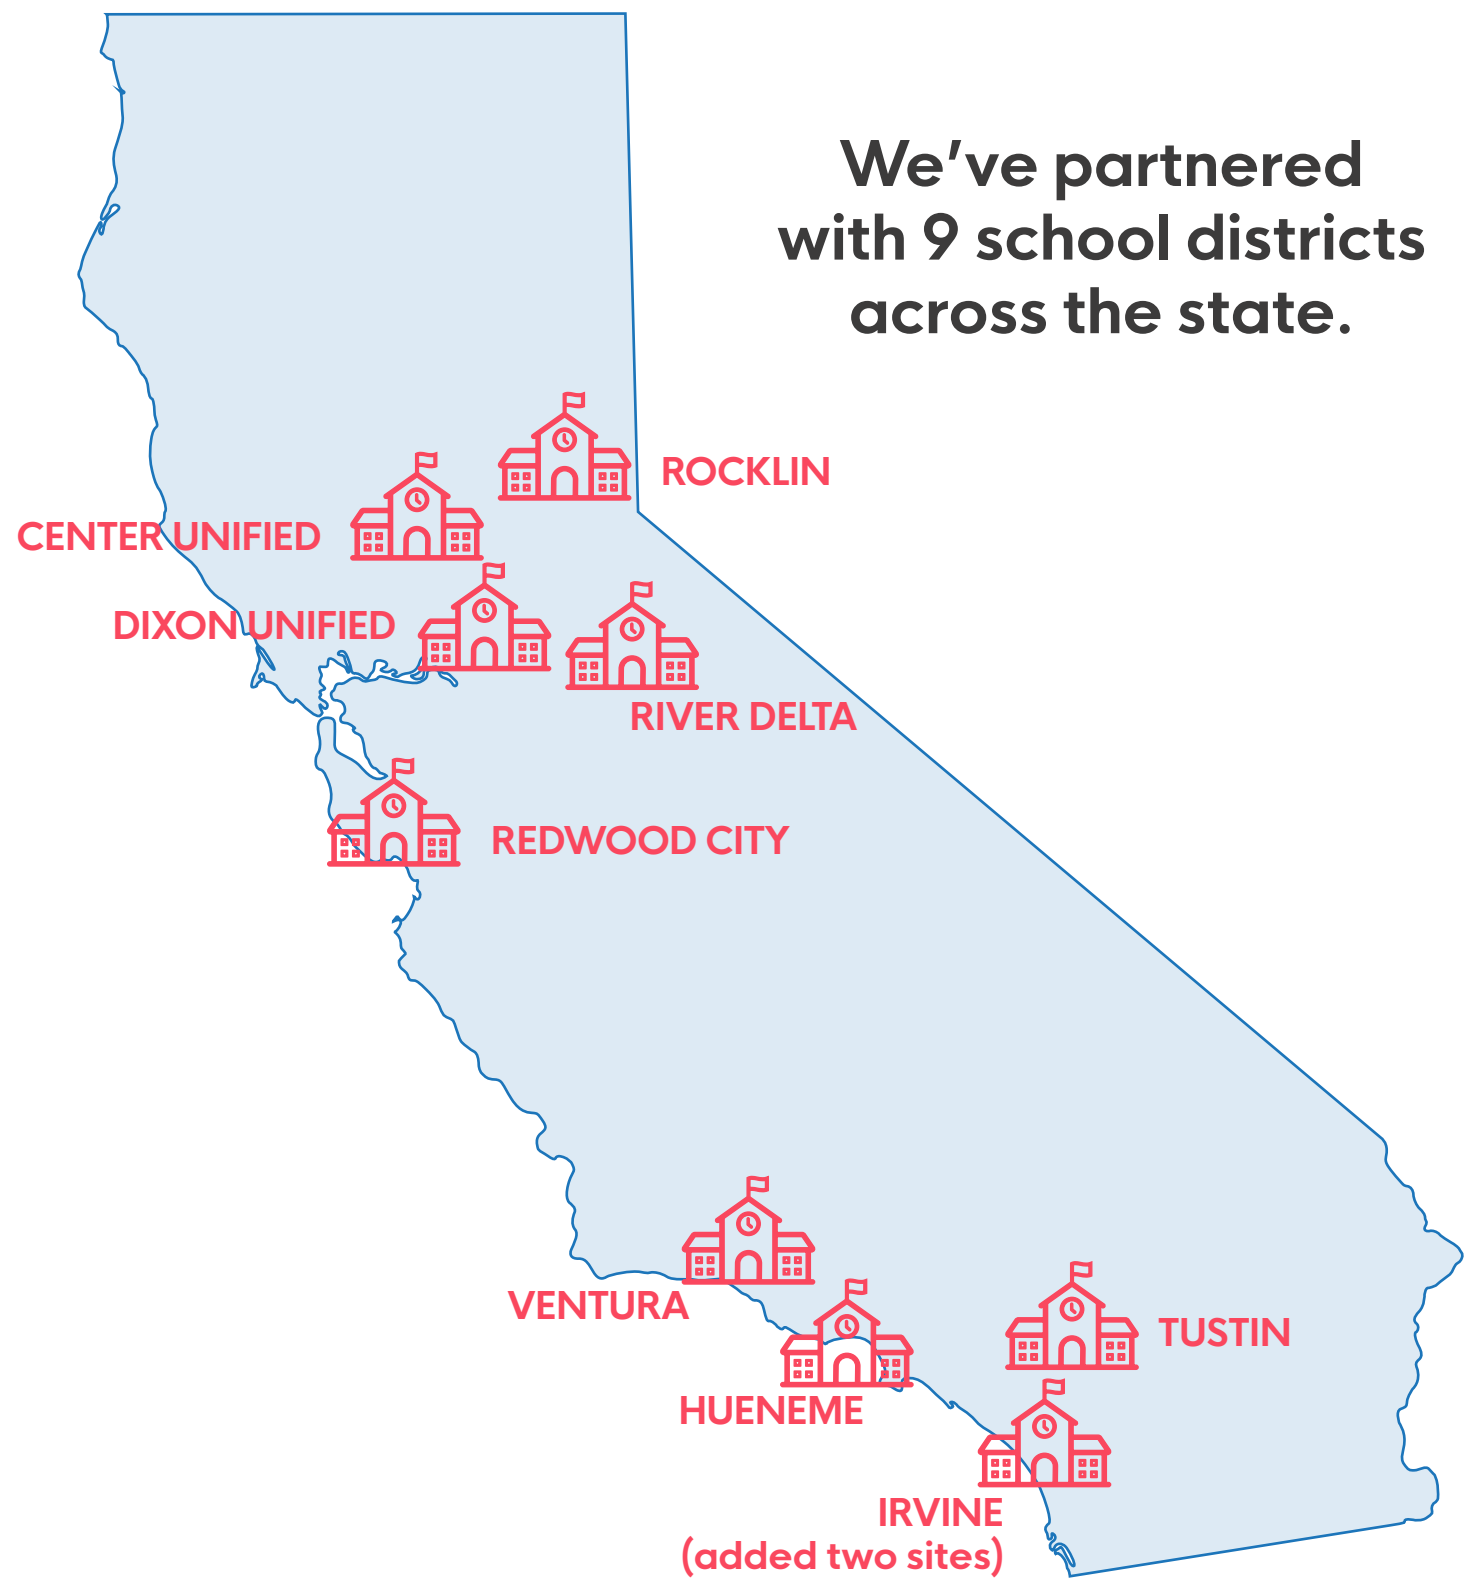 We’ve partnered
with 9 school districts
across the state.
ROCKLIN
CENTER UNIFIED
DIXON UNIFIED
RIVER DELTA
REDWOOD CITY
VENTURA
TUSTIN
HUENEME
IRVINE
(added two sites)